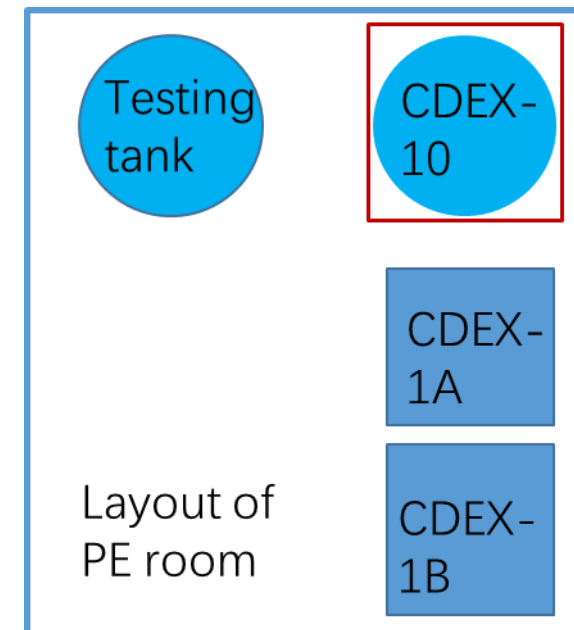 Testing
tank
CDEX-
10
CDEX-
1A
Layout of
PE room
CDEX-
1B